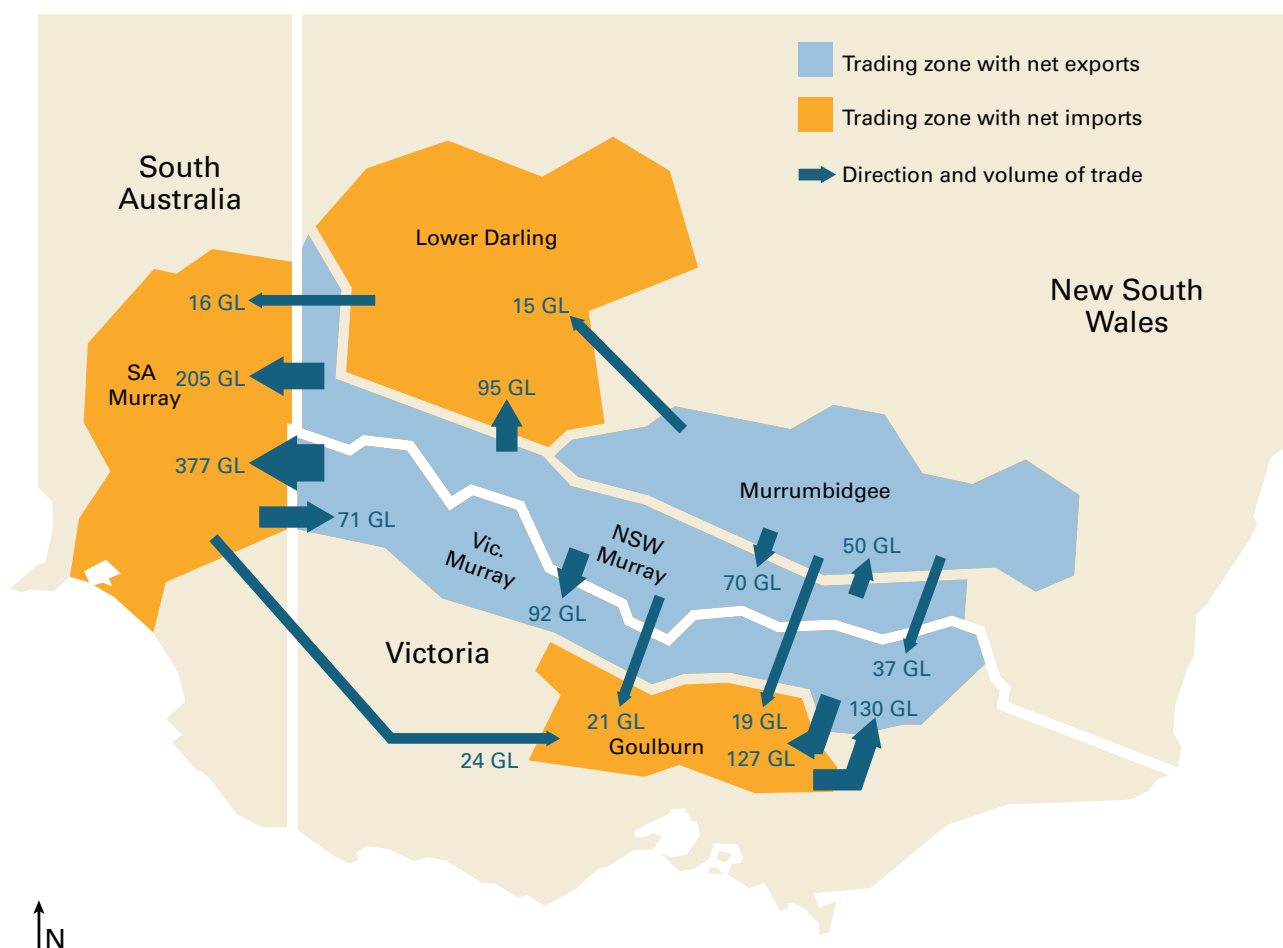 Trading zone with net exports
Trading zone with net imports
Direction and volume of trade
South
Australia
Lower Darling
New South
Wales
16 GL
15 GL
SA
Murray
205 GL
95 GL
377 GL
Murrumbidgee
71 GL
Vic.
Murray
NSW
Murray
50 GL
70 GL
92 GL
Victoria
37 GL
130 GL
21 GL
19 GL
Goulburn
127 GL
24 GL
N